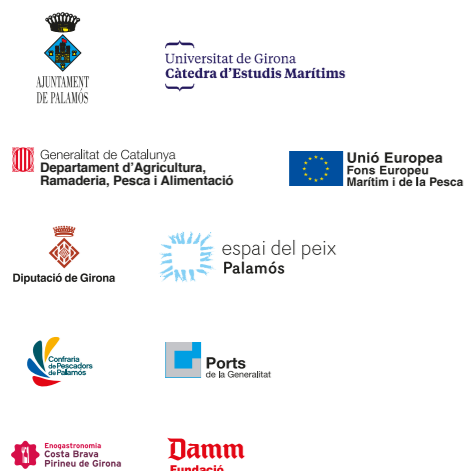 AJUNTAMENT
DE PALAMÓS
Universitat de Girona
Càtedra d'Estudis Marítims
Generalitat de Catalunya
Departament d'Agricultura,
Ramaderia, Pesca i Alimentació
Unió Europea
Fons Europeu
Marítim i de la Pesca
Diputació de Girona
espai del peix
Palamós
Confraria
de Pescadors
de Palamós
Ports
de la Generalitat
Enogastronomia
Costa Brava
Pirineu de Girona
Damm
Fundació